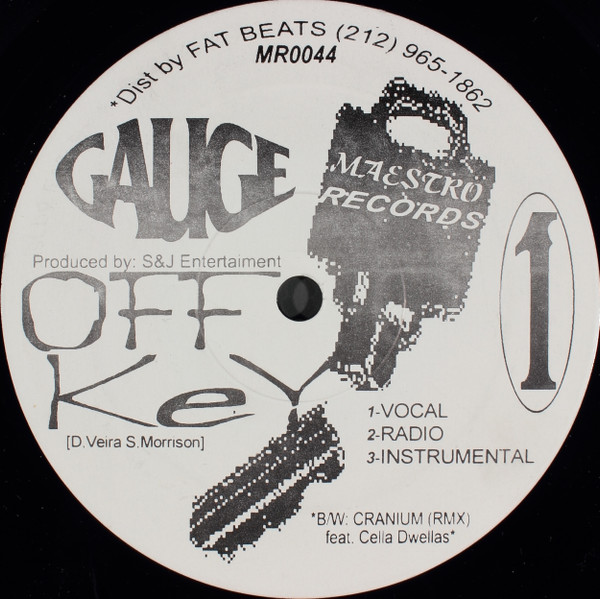 *Dist by FAT BEATS (212) 965-1862
MR0044
GAUGE
MAESTRO
RECORDS
Produced by: S&J Entertaiment
OFF
KeY
[D.Veira S.Morrison]
1
1-VOCAL
2-RADIO
3-INSTRUMENTAL
*B/W: CRANIUM (RMX)
feat. Cella Dwellas*